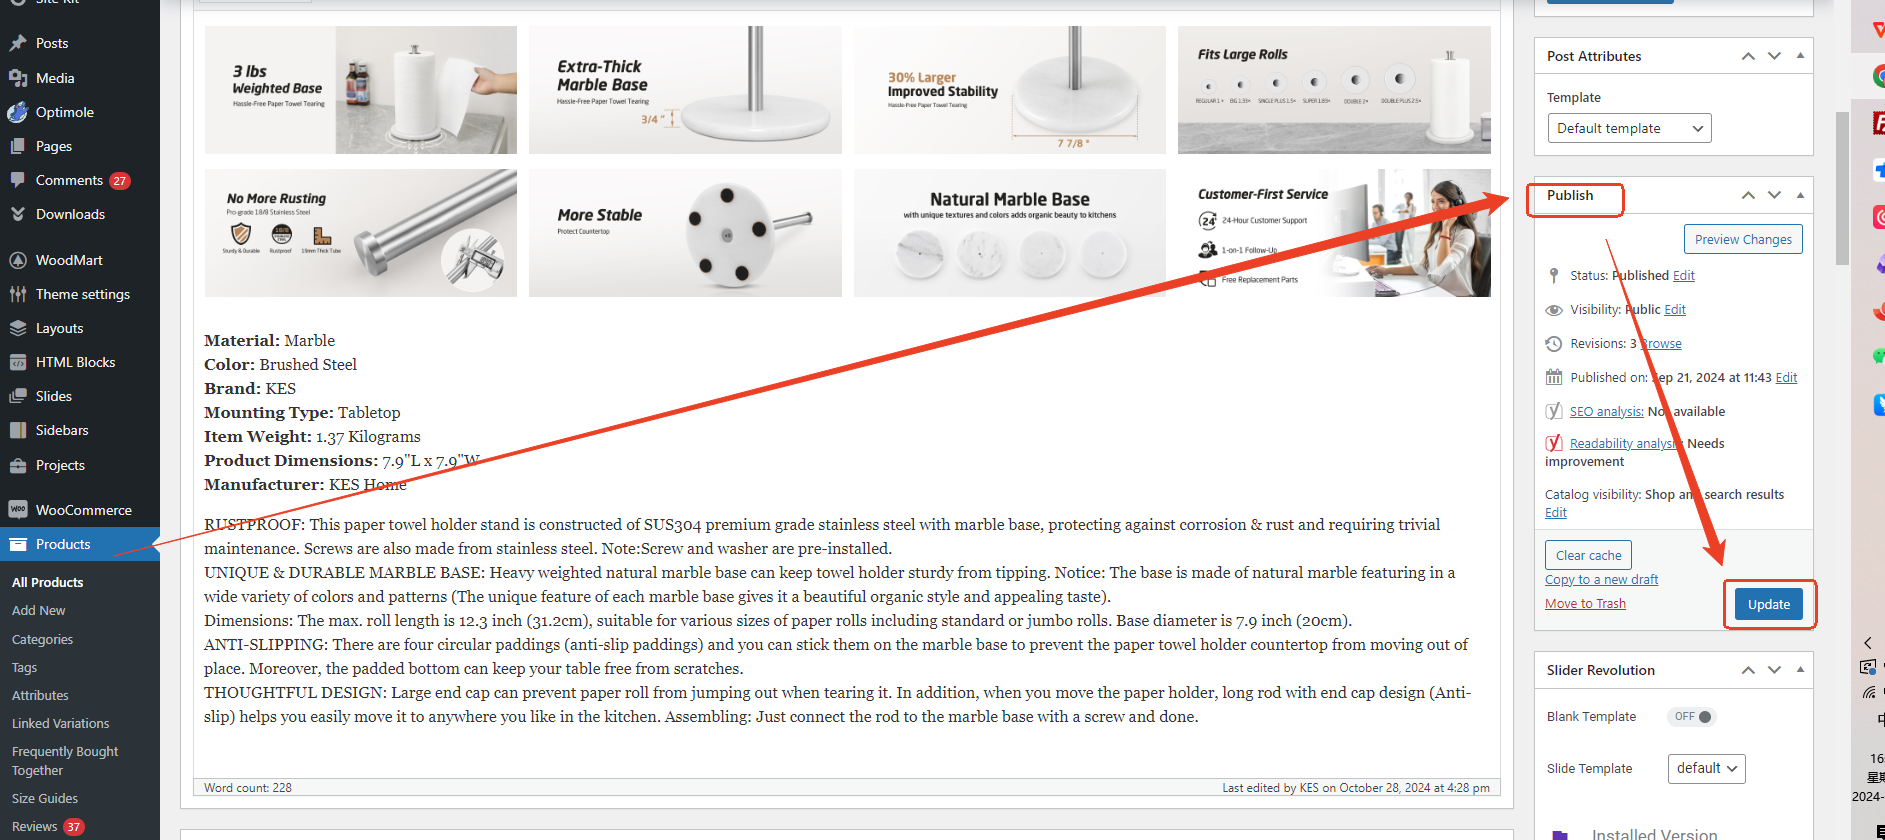 Site Kit
Posts
Media
Optimole
Pages
Comments 27
Downloads
WoodMart
Theme settings
Layouts
HTML Blocks
Slides
Sidebars
Projects
WooCommerce
Products
All Products
Add New
Categories
Tags
Attributes
Linked Variations
Frequently Bought
Together
Size Guides
Reviews 37
3 lbs
Weighted Base
Hassle-Free Paper Towel Tearing
Extra-Thick
Marble Base
Hassle-Free Paper Towel Tearing
3/4 "
30% Larger
Improved Stability
Hassle-Free Paper Towel Tearing
7 7/8 "
Fits Large Rolls
REGULAR 1 × BIG 1.33× SINGLE PLUS 1.5× SUPER 1.83× DOUBLE 2× DOUBLE PLUS 2.5×
No More Rusting
Pro-grade 18/8 Stainless Steel
18/8
Sturdy & Durable Rustproof 19mm Thick Tube
More Stable
Protect Countertop
Natural Marble Base
with unique textures and colors adds organic beauty to kitchens
Customer-First Service
24 24-Hour Customer Support
1-on-1 Follow-Up
Free Replacement Parts
Material: Marble
Color: Brushed Steel
Brand: KES
Mounting Type: Tabletop
Item Weight: 1.37 Kilograms
Product Dimensions: 7.9"L x 7.9"W
Manufacturer: KES Home
RUSTPROOF: This paper towel holder stand is constructed of SUS304 premium grade stainless steel with marble base, protecting against corrosion & rust and requiring trivial
maintenance. Screws are also made from stainless steel. Note:Screw and washer are pre-installed.
UNIQUE & DURABLE MARBLE BASE: Heavy weighted natural marble base can keep towel holder sturdy from tipping. Notice: The base is made of natural marble featuring in a
wide variety of colors and patterns (The unique feature of each marble base gives it a beautiful organic style and appealing taste).
Dimensions: The max. roll length is 12.3 inch (31.2cm), suitable for various sizes of paper rolls including standard or jumbo rolls. Base diameter is 7.9 inch (20cm).
ANTI-SLIPPING: There are four circular paddings (anti-slip paddings) and you can stick them on the marble base to prevent the paper towel holder countertop from moving out of
place. Moreover, the padded bottom can keep your table free from scratches.
THOUGHTFUL DESIGN: Large end cap can prevent paper roll from jumping out when tearing it. In addition, when you move the paper holder, long rod with end cap design (Anti-
slip) helps you easily move it to anywhere you like in the kitchen. Assembling: Just connect the rod to the marble base with a screw and done.
Word count: 228
Last edited by KES on October 28, 2024 at 4:28 pm
Post Attributes
Template
Default template
Publish
Preview Changes
Status: Published Edit
Visibility: Public Edit
Revisions: 3 Browse
Published on: Sep 21, 2024 at 11:43 Edit
SEO analysis: Not available
Readability analysis: Needs
improvement
Catalog visibility: Shop and search results
Edit
Clear cache
Copy to a new draft
Move to Trash
Update
Slider Revolution
Blank Template OFF
Slide Template default
Installed Version
16:
2024-